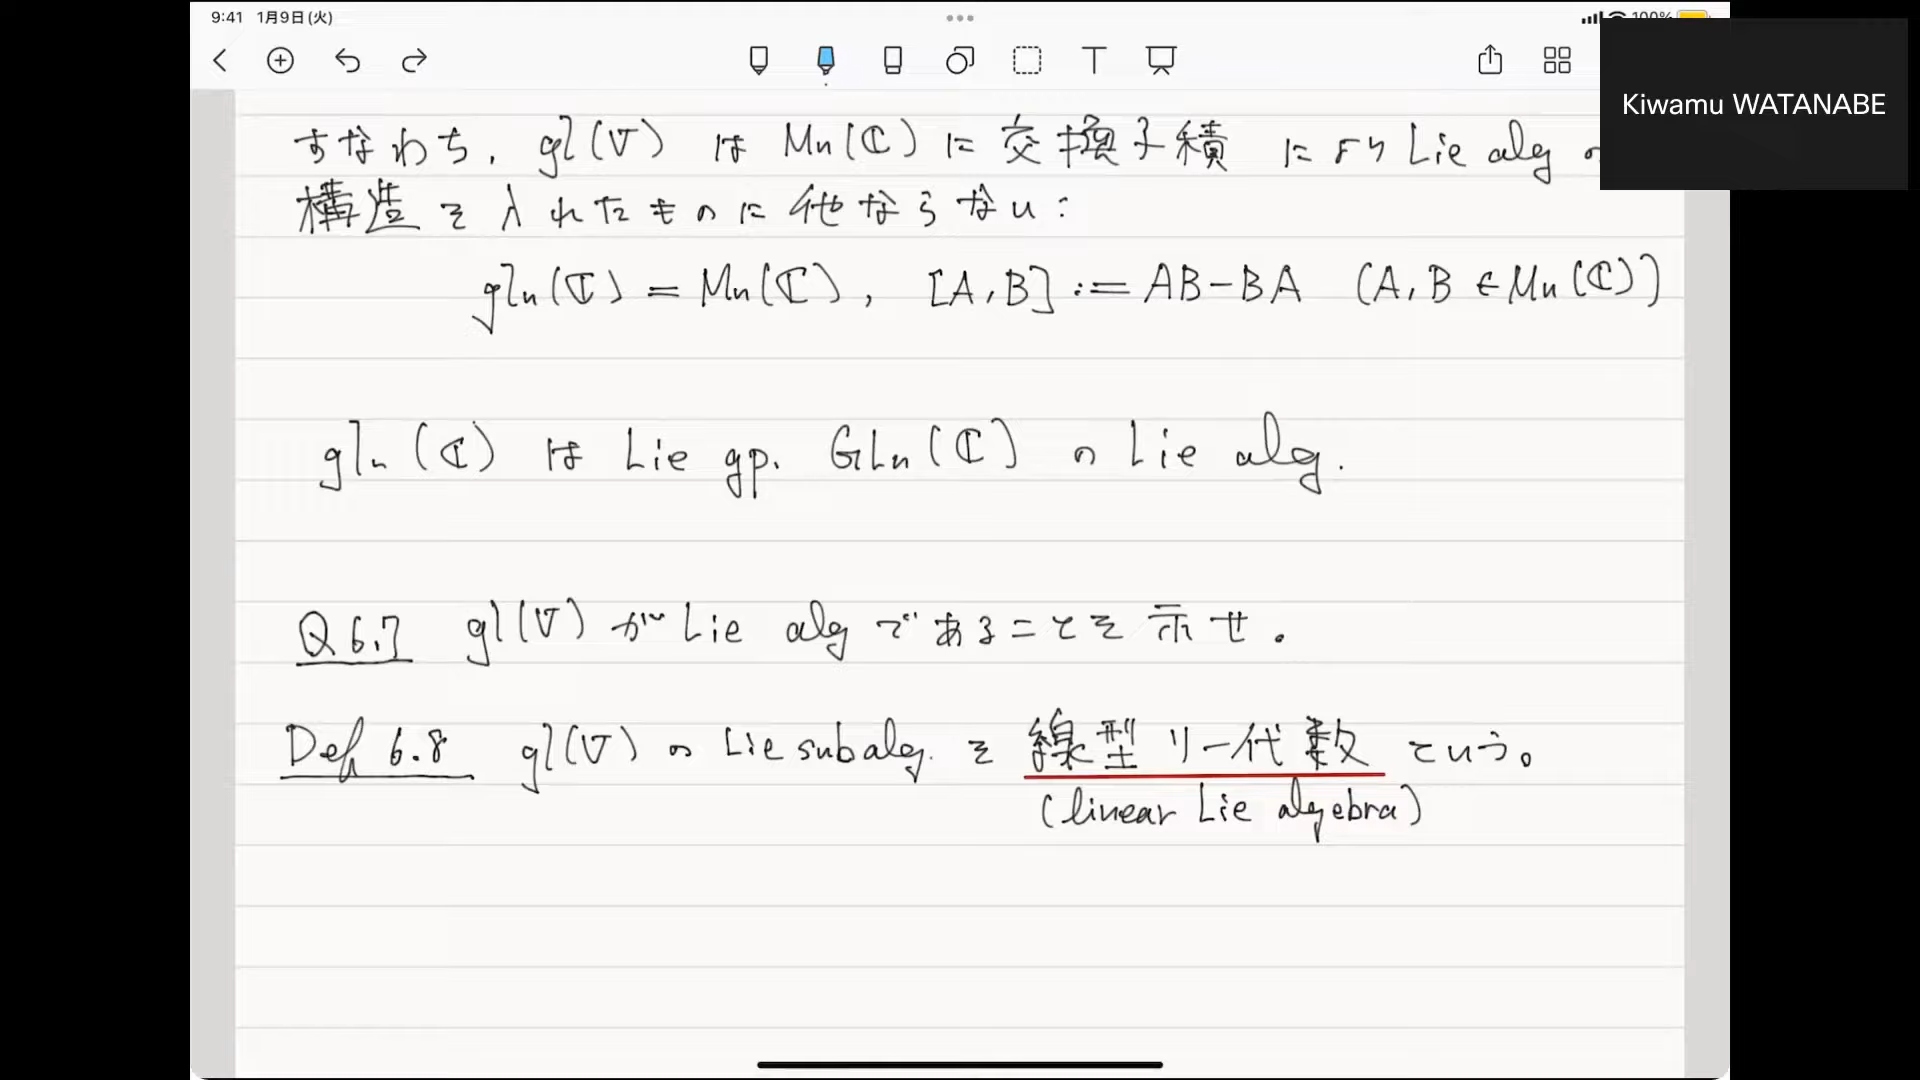 9:41 1月9日(火)
100%
Kiwamu WATANABE
すなわち, gl(V) は Mn(ℂ) に 交換子積 により Lie alg の
構造を入れたものに他ならない:
gln(ℂ) = Mn(ℂ), [A,B] := AB-BA (A,B ∈ Mn(ℂ))
gln(ℂ) は Lie gp. GLn(ℂ) の Lie alg.
Q 6.7 gl(V) が Lie alg であることを示せ.
Def 6.8 gl(V) の Lie subalg. を 線型リー代数 という。
(linear Lie algebra)